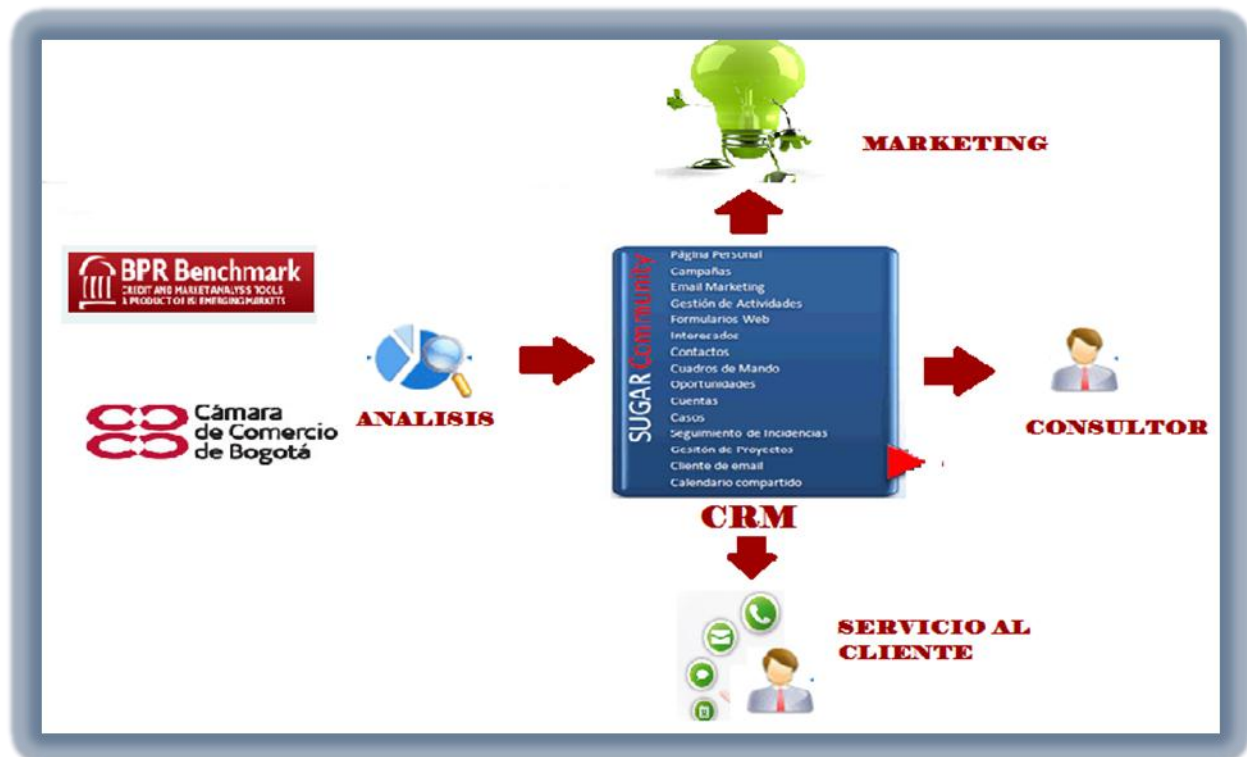 MARKETING
BPR Benchmark
CREDIT AND MARKET ANALYSIS TOOLS
A PRODUCT OF ISI EMERGING MARKETS
Cámara
de Comercio
de Bogotá
ANALISIS
SUGAR Community
Página Personal
Campañas
Email Marketing
Gestión de Actividades
Formularios Web
Interesados
Contactos
Cuadros de Mando
Oportunidades
Cuentas
Casos
Seguimiento de Incidencias
Gestión de Proyectos
Cliente de email
Calendario compartido
CRM
CONSULTOR
SERVICIO AL
CLIENTE